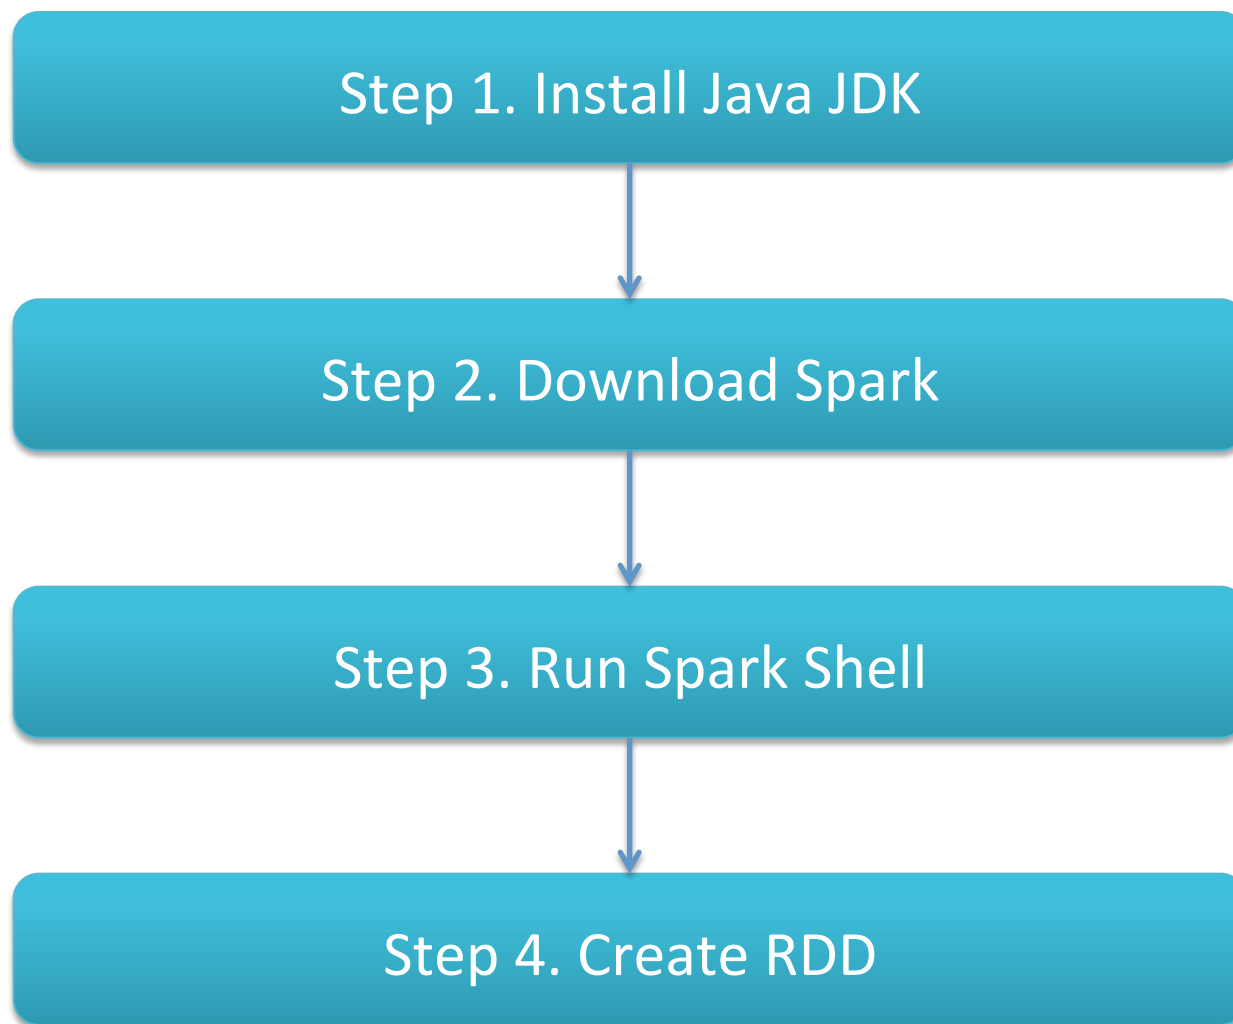 Step 1. Install Java JDK
Step 2. Download Spark
Step 3. Run Spark Shell
Step 4. Create RDD